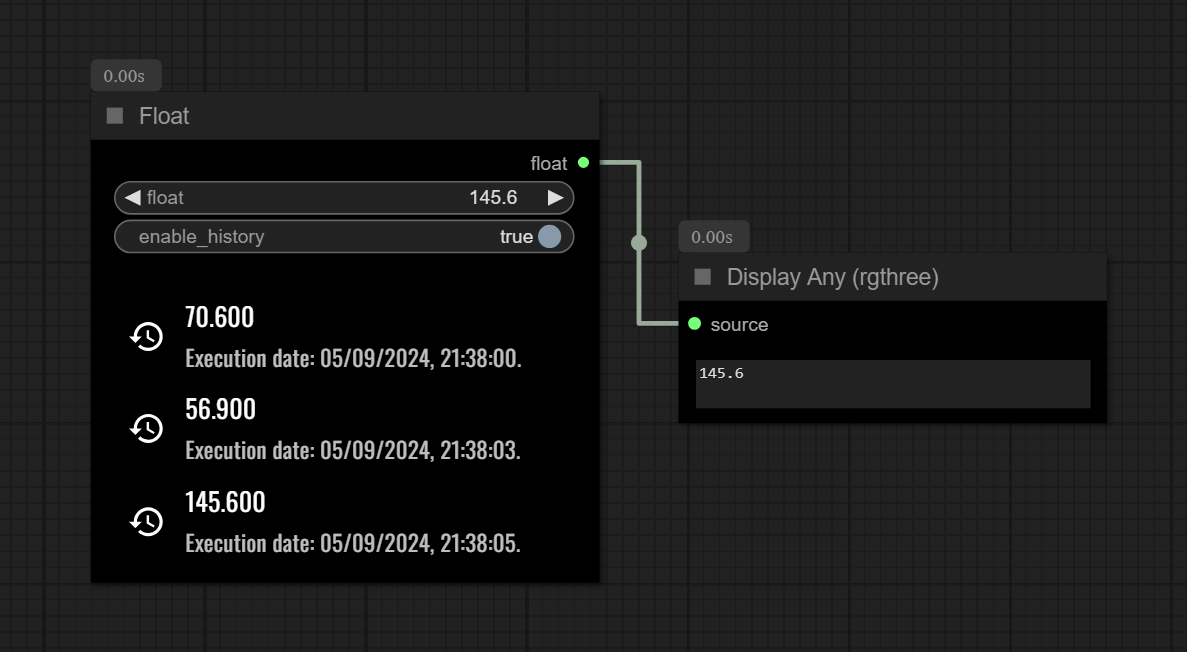 0.00s
Float
float
float 145.6
enable_history true
70.600
Execution date: 05/09/2024, 21:38:00.
56.900
Execution date: 05/09/2024, 21:38:03.
145.600
Execution date: 05/09/2024, 21:38:05.
0.00s
Display Any (rgthree)
source
145.6